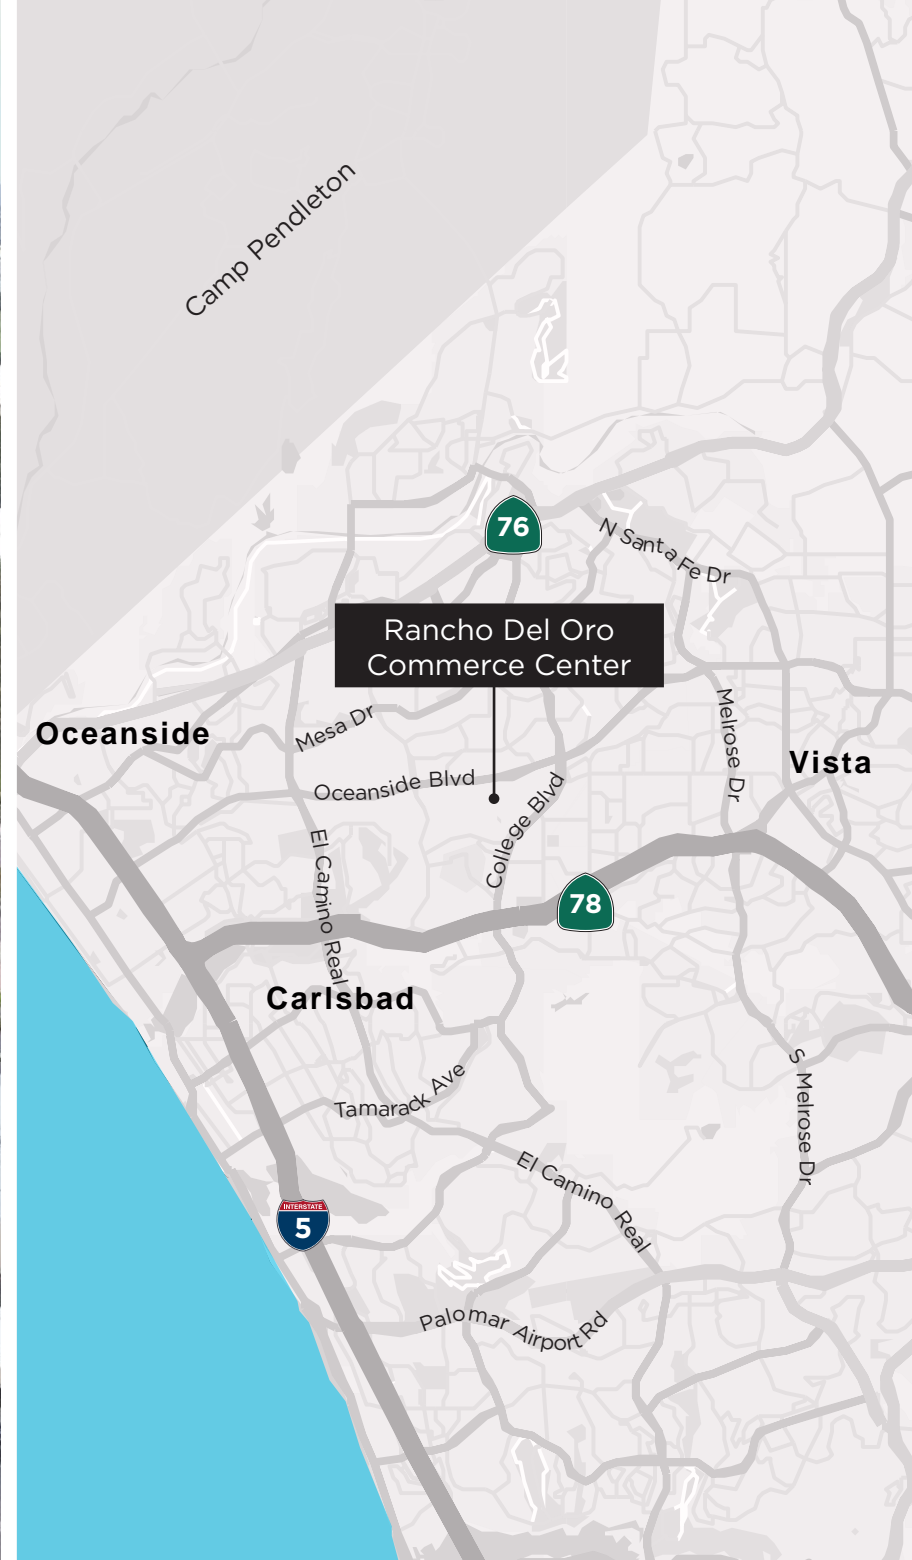 Camp Pendleton
76
N Santa Fe Dr
Rancho Del Oro
Commerce Center
Oceanside
Mesa Dr
Melrose Dr
Vista
Oceanside Blvd
College Blvd
El Camino Real
78
Carlsbad
Tamarack Ave
S Melrose Dr
El Camino Real
INTERSTATE
5
Palomar Airport Rd